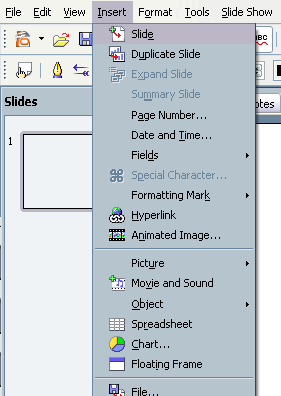 File Edit View Insert Format Tools Slide Show
ABC
Slides
1
otes
Slide
Duplicate Slide
Expand Slide
Summary Slide
Page Number...
Date and Time...
Fields
Special Character...
Formatting Mark
Hyperlink
Animated Image...
Picture
Movie and Sound
Object
Spreadsheet
Chart...
Floating Frame
File...